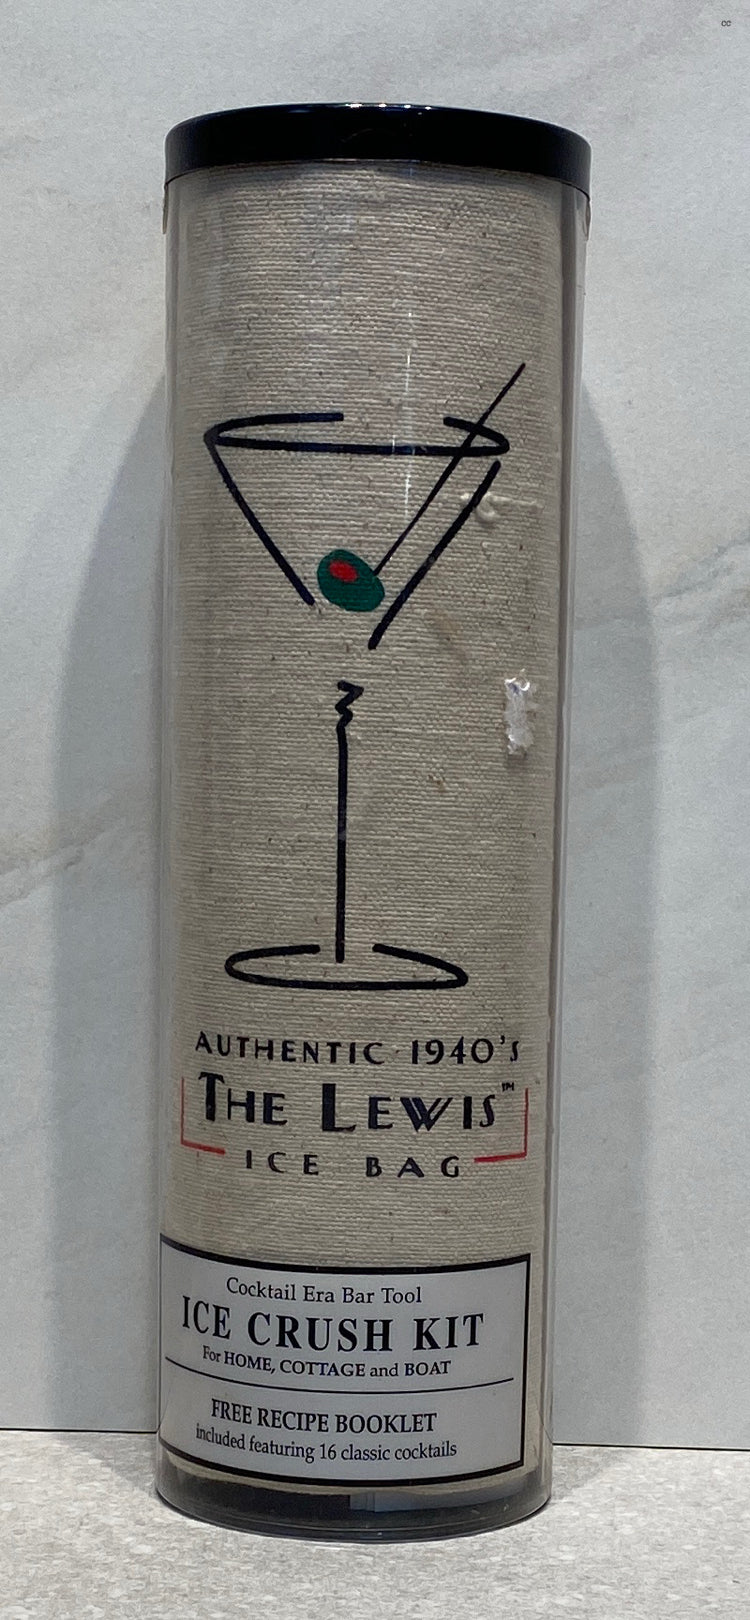 cc
AUTHENTIC 1940's
THE LEWIS™
ICE BAG
Cocktail Era Bar Tool
ICE CRUSH KIT
For HOME, COTTAGE and BOAT
FREE RECIPE BOOKLET
included featuring 16 classic cocktails